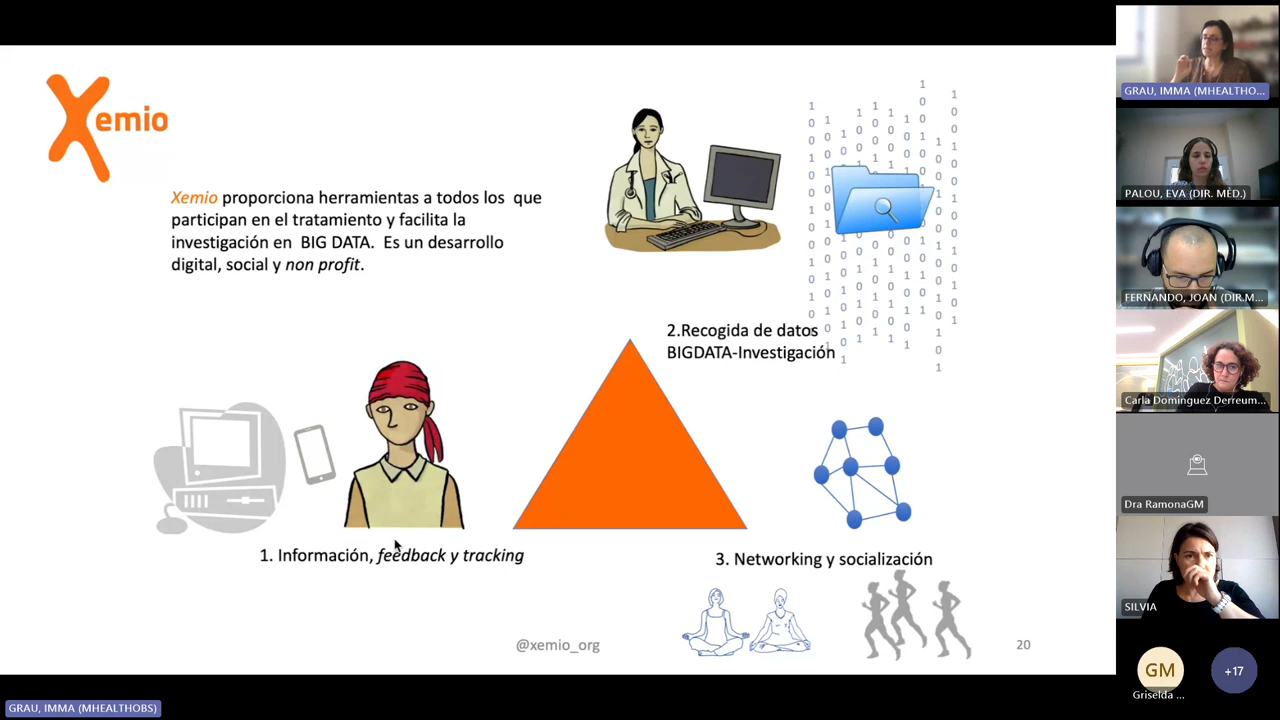 Xemio
Xemio proporciona herramientas a todos los que
participan en el tratamiento y facilita la
investigación en BIG DATA. Es un desarrollo
digital, social y non profit.
2.Recogida de datos
BIGDATA-Investigación
1. Información, feedback y tracking
3. Networking y socialización
@xemio_org
20
GRAU, IMMA (MHEALTHOBS)
GRAU, IMMA (MHEALTHO...
PALOU, EVA (DIR. MÈD.)
FERNANDO, JOAN (DIR.M...
Carla Dominguez Derreum...
Dra RamonaGM
SILVIA
GM
Griselda ...
+17